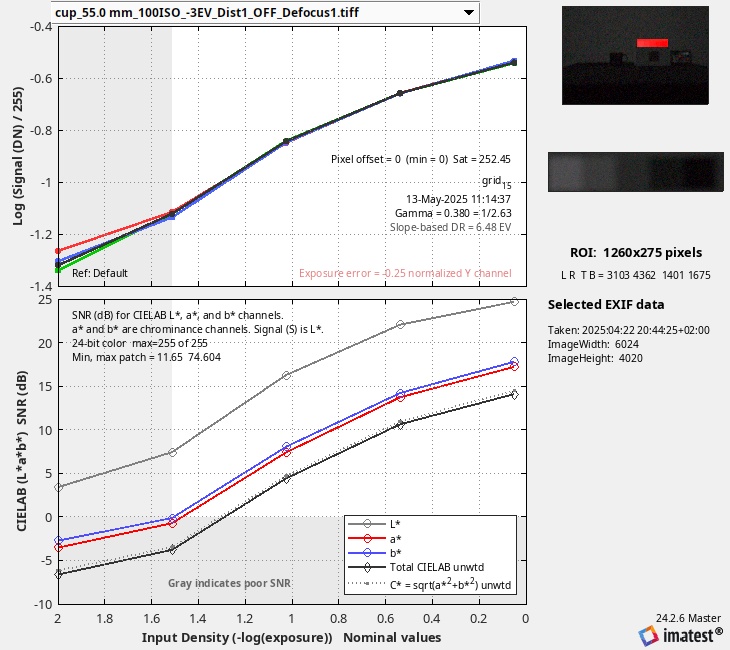 cup_55.0 mm_100ISO_-3EV_Dist1_OFF_Defocus1.tiff
-0.4
-0.6
-0.8
-1
-1.2
-1.4
Log (Signal (DN) / 255)
Pixel offset = 0 (min = 0) Sat = 252.45
grid_15
13-May-2025 11:14:37
Gamma = 0.380 = 1/2.63
Slope-based DR = 6.48 EV
Ref: Default
Exposure error = -0.25 normalized Y channel
ROI: 1260x275 pixels
L R T B = 3103 4362 1401 1675
Selected EXIF data
Taken: 2025:04:22 20:44:25+02:00
ImageWidth: 6024
ImageHeight: 4020
25
20
15
10
5
0
-5
-10
CIELAB (L*a*b*) SNR (dB)
SNR (dB) for CIELAB L*, a*, and b* channels.
a* and b* are chrominance channels. Signal (S) is L*.
24-bit color max=255 of 255
Min, max patch = 11.65 74.604
L*
a*
b*
Total CIELAB unwtd
C* = sqrt(a*²+b*²) unwtd
Gray indicates poor SNR
2 1.8 1.6 1.4 1.2 1 0.8 0.6 0.4 0.2 0
Input Density (-log(exposure)) Nominal values
24.2.6 Master
imatest®